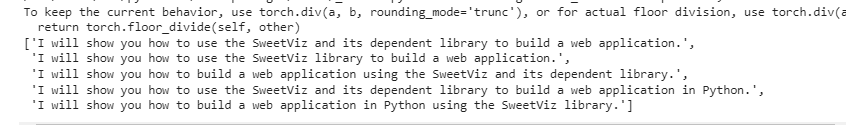 To keep the current behavior, use torch.div(a, b, rounding_mode='trunc'), or for actual floor division, use torch.div(a
return torch.floor_divide(self, other)
['I will show you how to use the SweetViz and its dependent library to build a web application.',
'I will show you how to use the SweetViz library to build a web application.',
'I will show you how to build a web application using the SweetViz and its dependent library.',
'I will show you how to use the SweetViz and its dependent library to build a web application in Python.',
'I will show you how to build a web application in Python using the SweetViz library.']